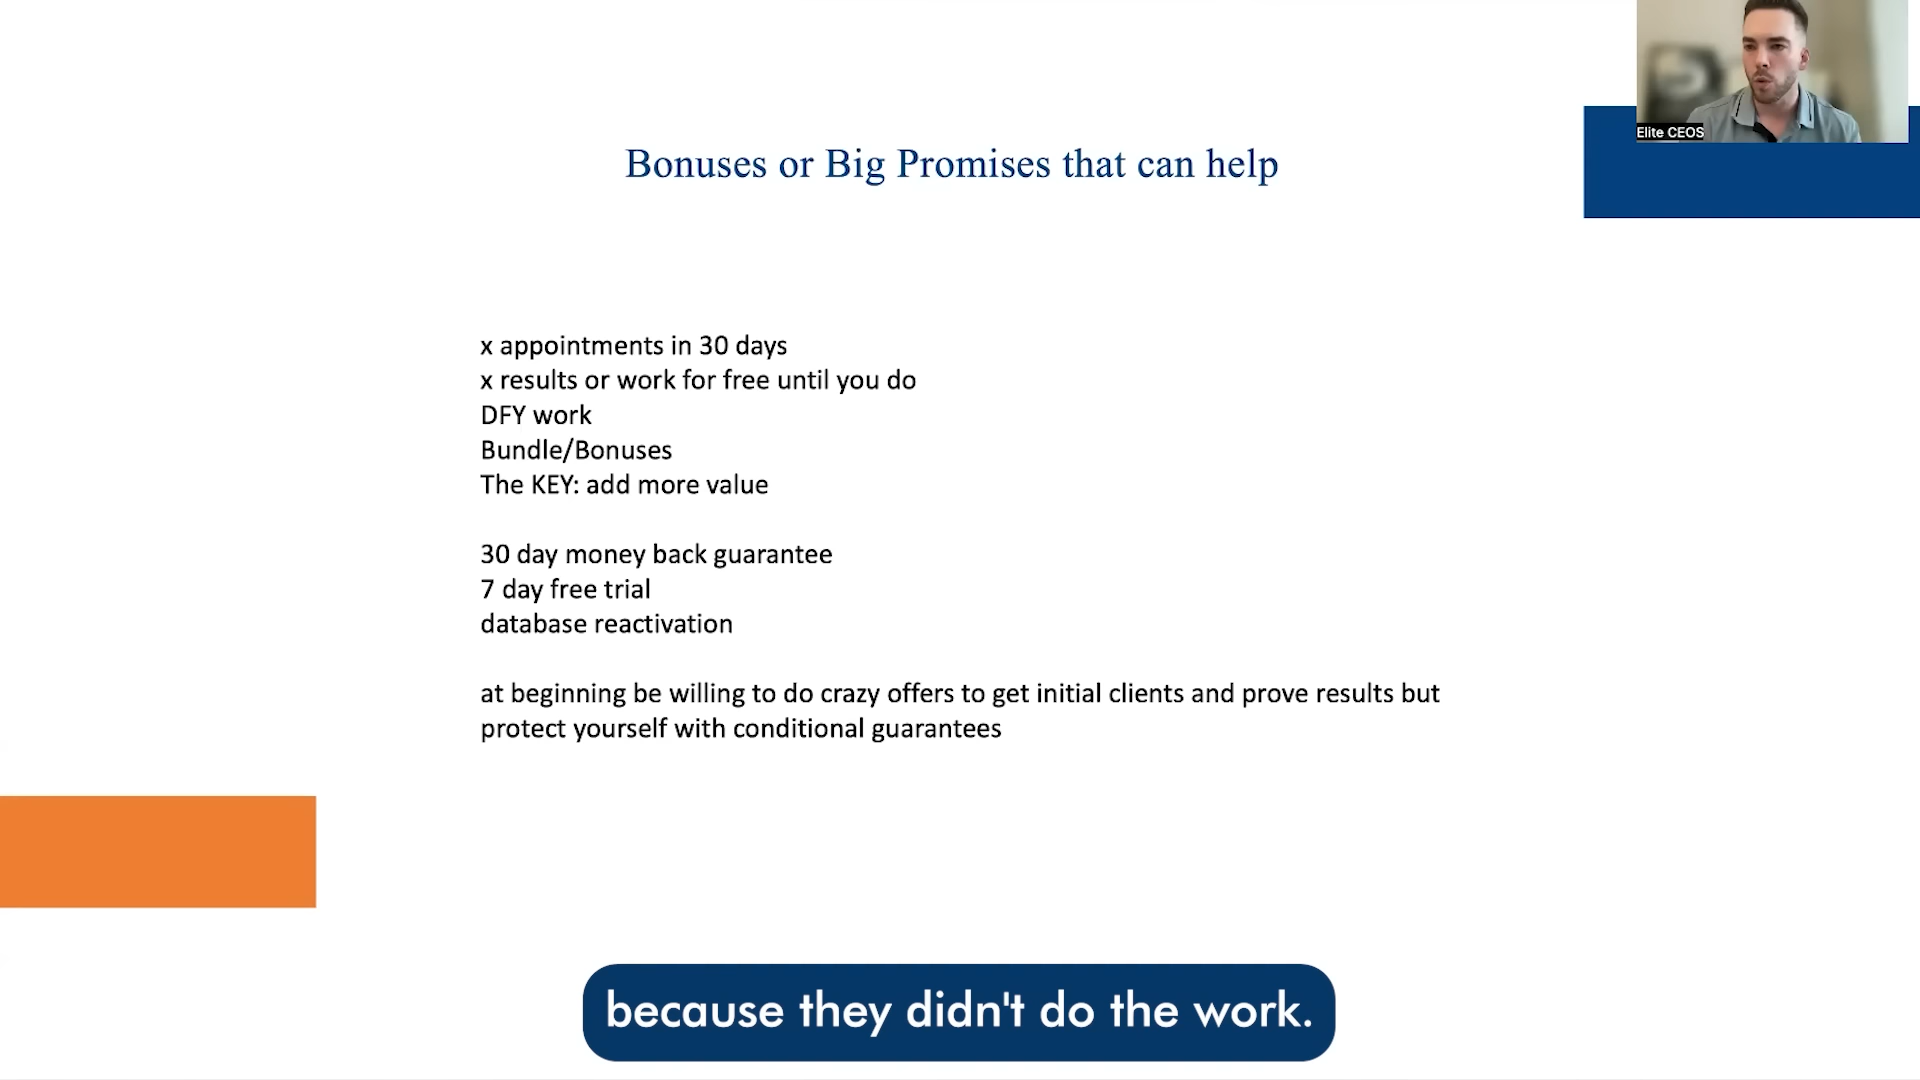 Elite CEOS
Bonuses or Big Promises that can help
x appointments in 30 days
x results or work for free until you do
DFY work
Bundle/Bonuses
The KEY: add more value
30 day money back guarantee
7 day free trial
database reactivation
at beginning be willing to do crazy offers to get initial clients and prove results but
protect yourself with conditional guarantees
because they didn't do the work.